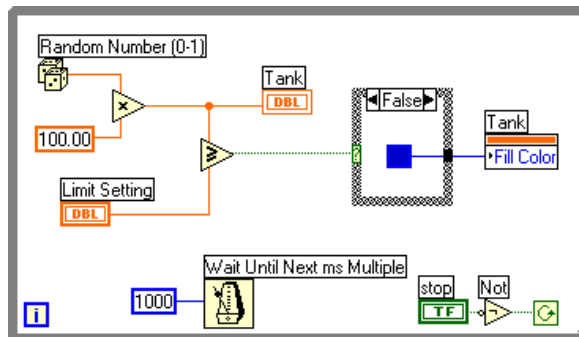 Random Number (0-1)
Tank
DBL
False
Tank
Fill Color
100.00
Limit Setting
DBL
Wait Until Next ms Multiple
1000
stop
TF
Not
i